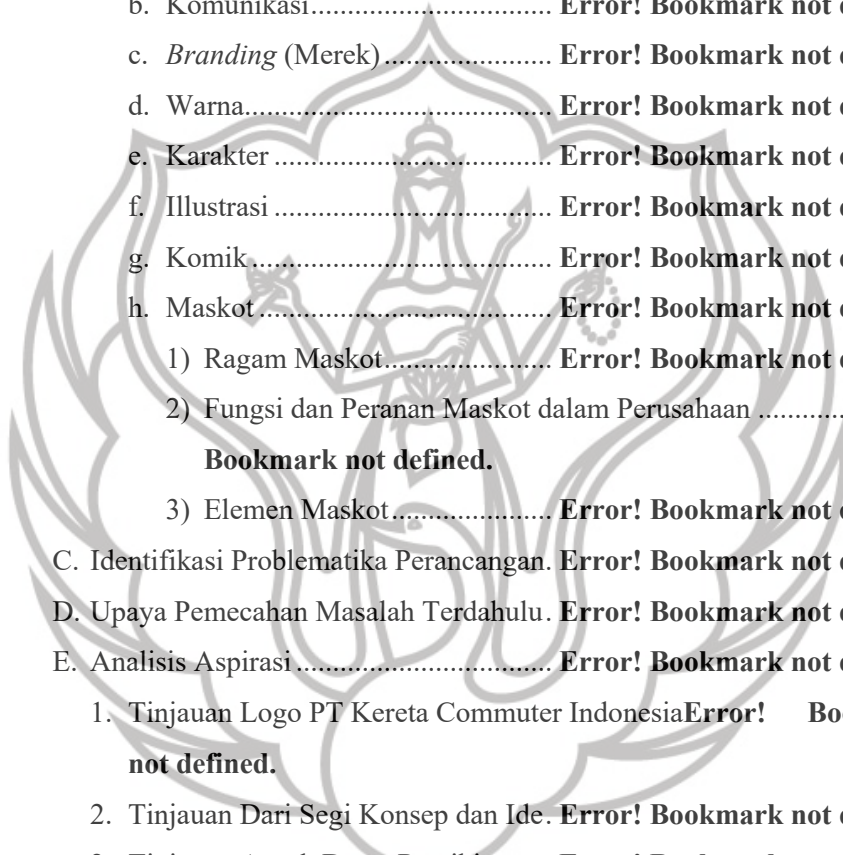 b. Komunikasi............................... Error! Bookmark not
c. Branding (Merek)...................... Error! Bookmark not
d. Warna........................................ Error! Bookmark not
e. Karakter .................................... Error! Bookmark not
f. Illustrasi .................................... Error! Bookmark not
g. Komik....................................... Error! Bookmark not
h. Maskot ...................................... Error! Bookmark not
1) Ragam Maskot...................... Error! Bookmark not
2) Fungsi dan Peranan Maskot dalam Perusahaan ............
Bookmark not defined.
3) Elemen Maskot..................... Error! Bookmark not
C. Identifikasi Problematika Perancangan. Error! Bookmark not
D. Upaya Pemecahan Masalah Terdahulu. Error! Bookmark not
E. Analisis Aspirasi ................................. Error! Bookmark not
1. Tinjauan Logo PT Kereta Commuter IndonesiaError!
not defined.
2. Tinjauan Dari Segi Konsep dan Ide. Error! Bookmark not